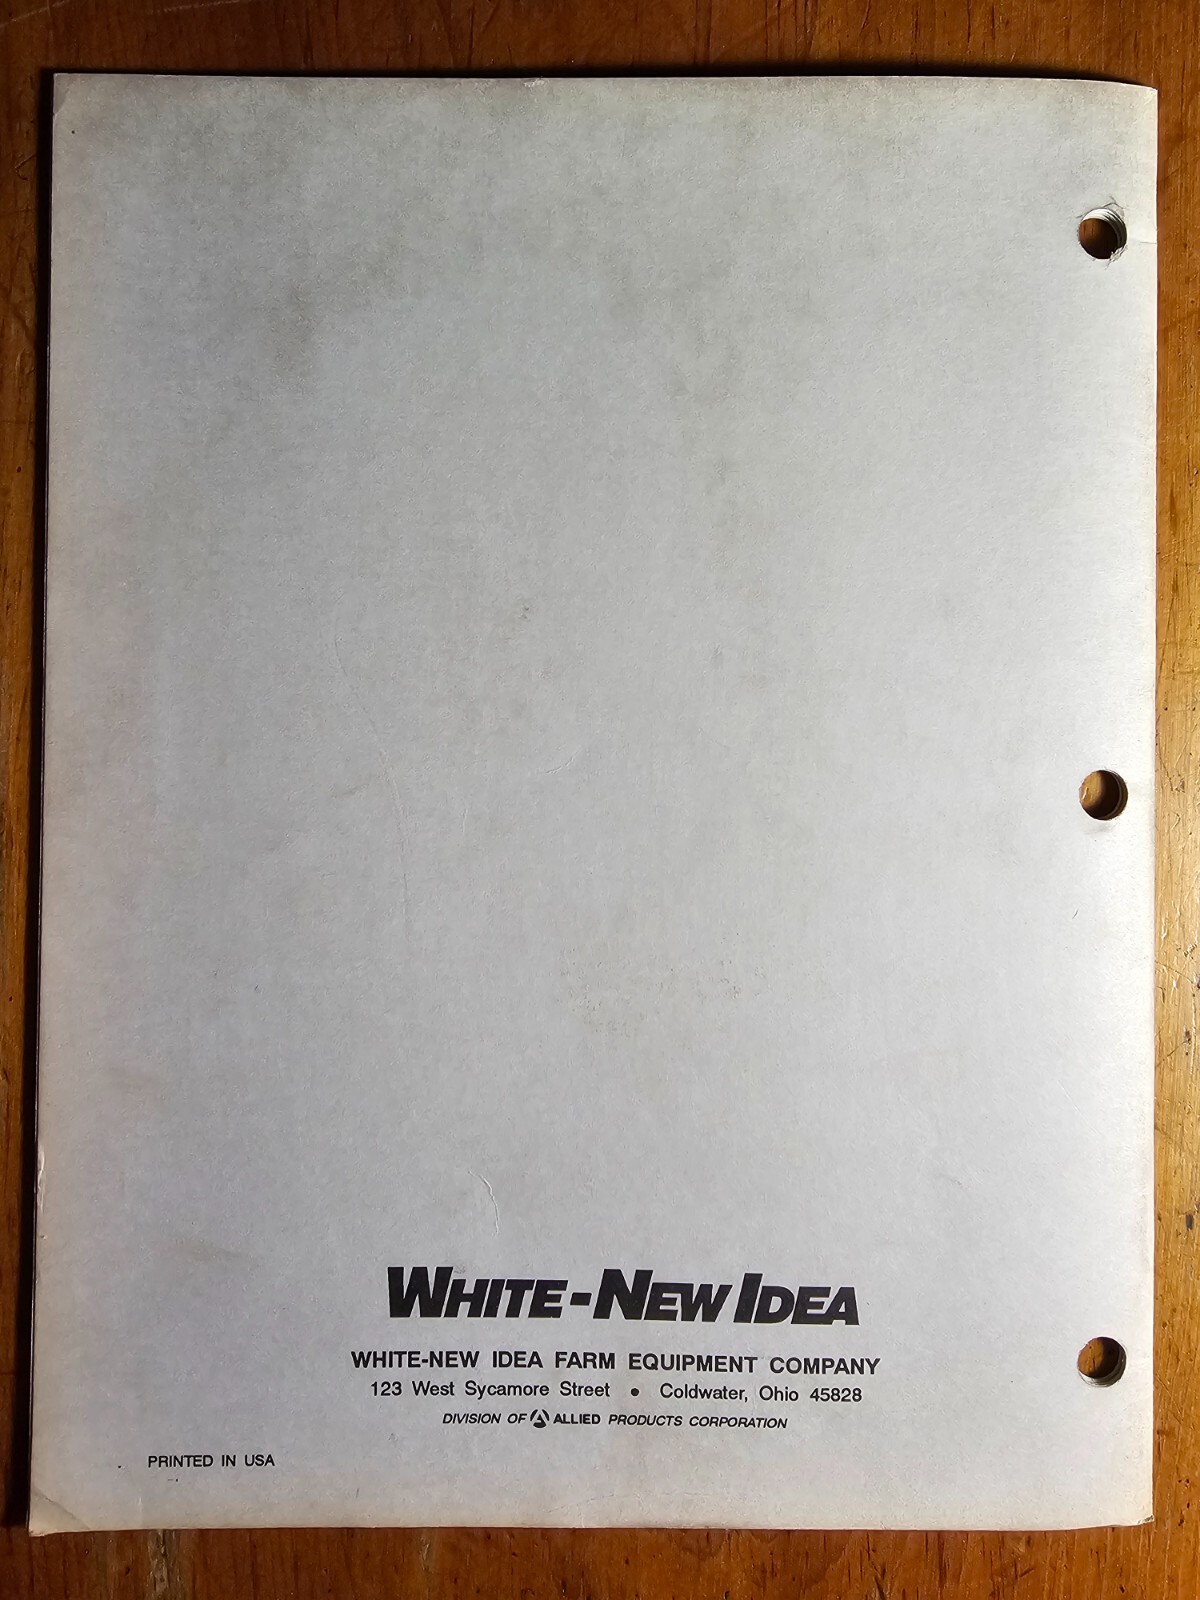 WHITE-NEW IDEA
WHITE-NEW IDEA FARM EQUIPMENT COMPANY
123 West Sycamore Street • Coldwater, Ohio 45828
DIVISION OF ALLIED PRODUCTS CORPORATION
PRINTED IN USA